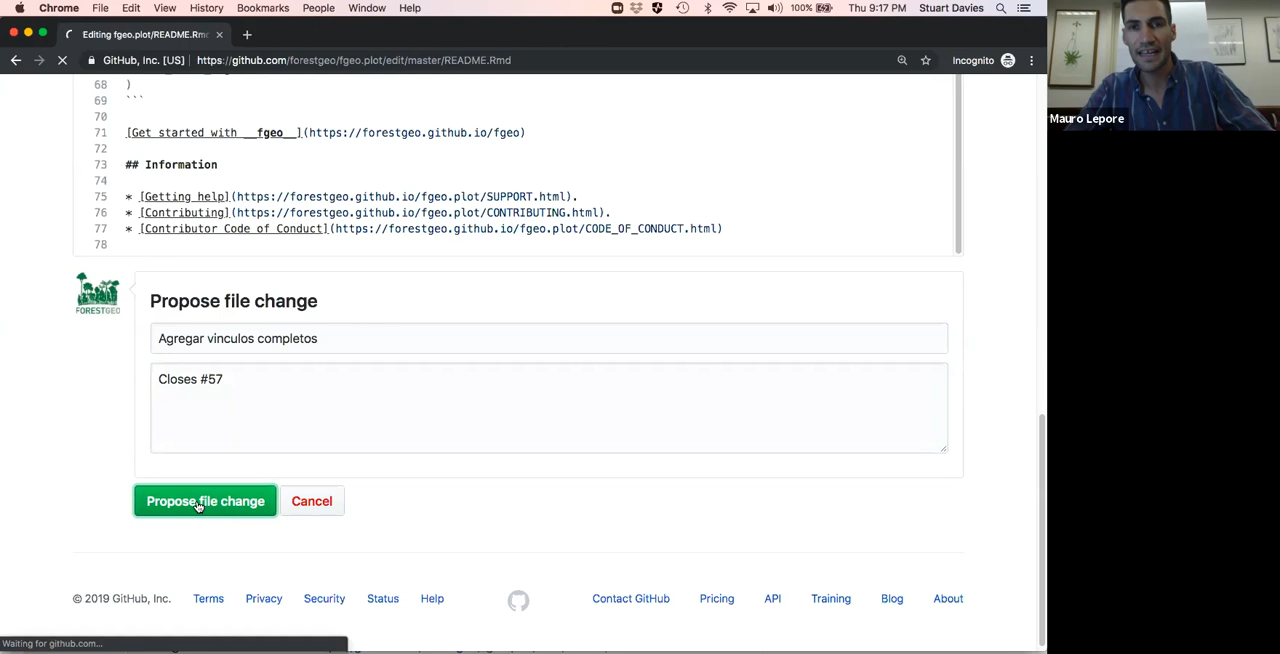 Chrome File Edit View History Bookmarks People Window Help 100% Thu 9:17 PM Stuart Davies
Editing fgeo.plot/README.Rm
GitHub, Inc. [US] https://github.com/forestgeo/fgeo.plot/edit/master/README.Rmd Incognito
Mauro Lepore
68 )
69 ```
70
71 [Get started with __fgeo__](https://forestgeo.github.io/fgeo)
72
73 ## Information
74
75 * [Getting help](https://forestgeo.github.io/fgeo.plot/SUPPORT.html).
76 * [Contributing](https://forestgeo.github.io/fgeo.plot/CONTRIBUTING.html).
77 * [Contributor Code of Conduct](https://forestgeo.github.io/fgeo.plot/CODE_OF_CONDUCT.html)
78
FORESTGEO
Propose file change
Agregar vinculos completos
Closes #57
Propose file change Cancel
© 2019 GitHub, Inc. Terms Privacy Security Status Help Contact GitHub Pricing API Training Blog About
Waiting for github.com...